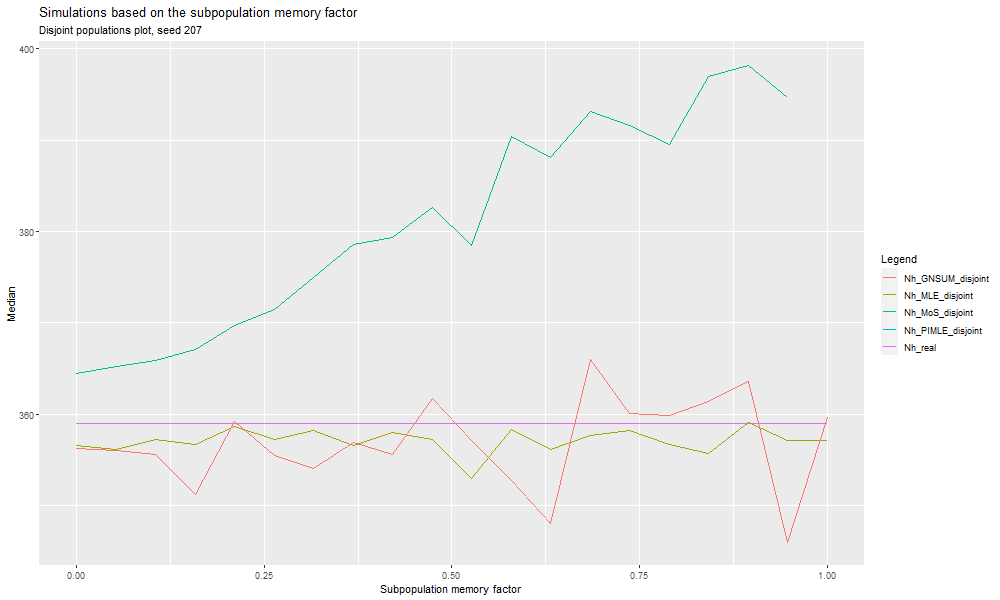 Simulations based on the subpopulation memory factor
Disjoint populations plot, seed 207
400
380
360
Median
0.00
0.25
0.50
0.75
1.00
Subpopulation memory factor
Legend
Nh_GNSUM_disjoint
Nh_MLE_disjoint
Nh_MoS_disjoint
Nh_PIMLE_disjoint
Nh_real